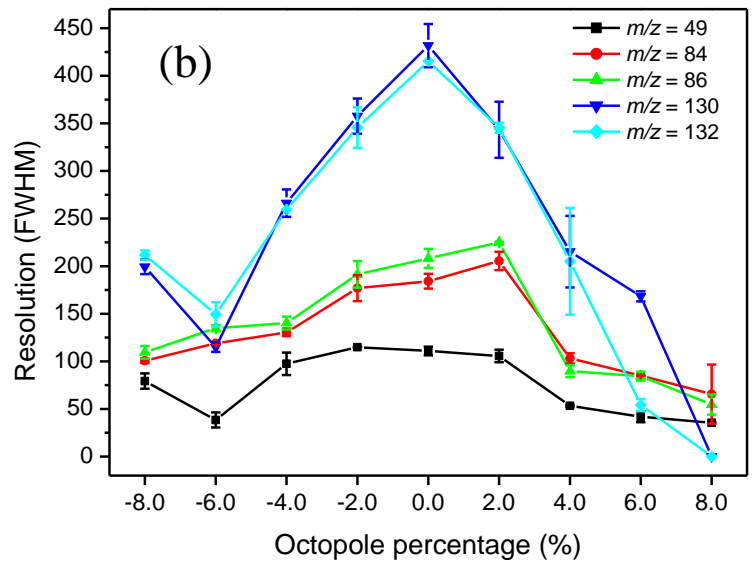 (b)
m/z = 49
m/z = 84
m/z = 86
m/z = 130
m/z = 132
Resolution (FWHM)
450
400
350
300
250
200
150
100
50
0
-8.0 -6.0 -4.0 -2.0 0.0 2.0 4.0 6.0 8.0
Octopole percentage (%)